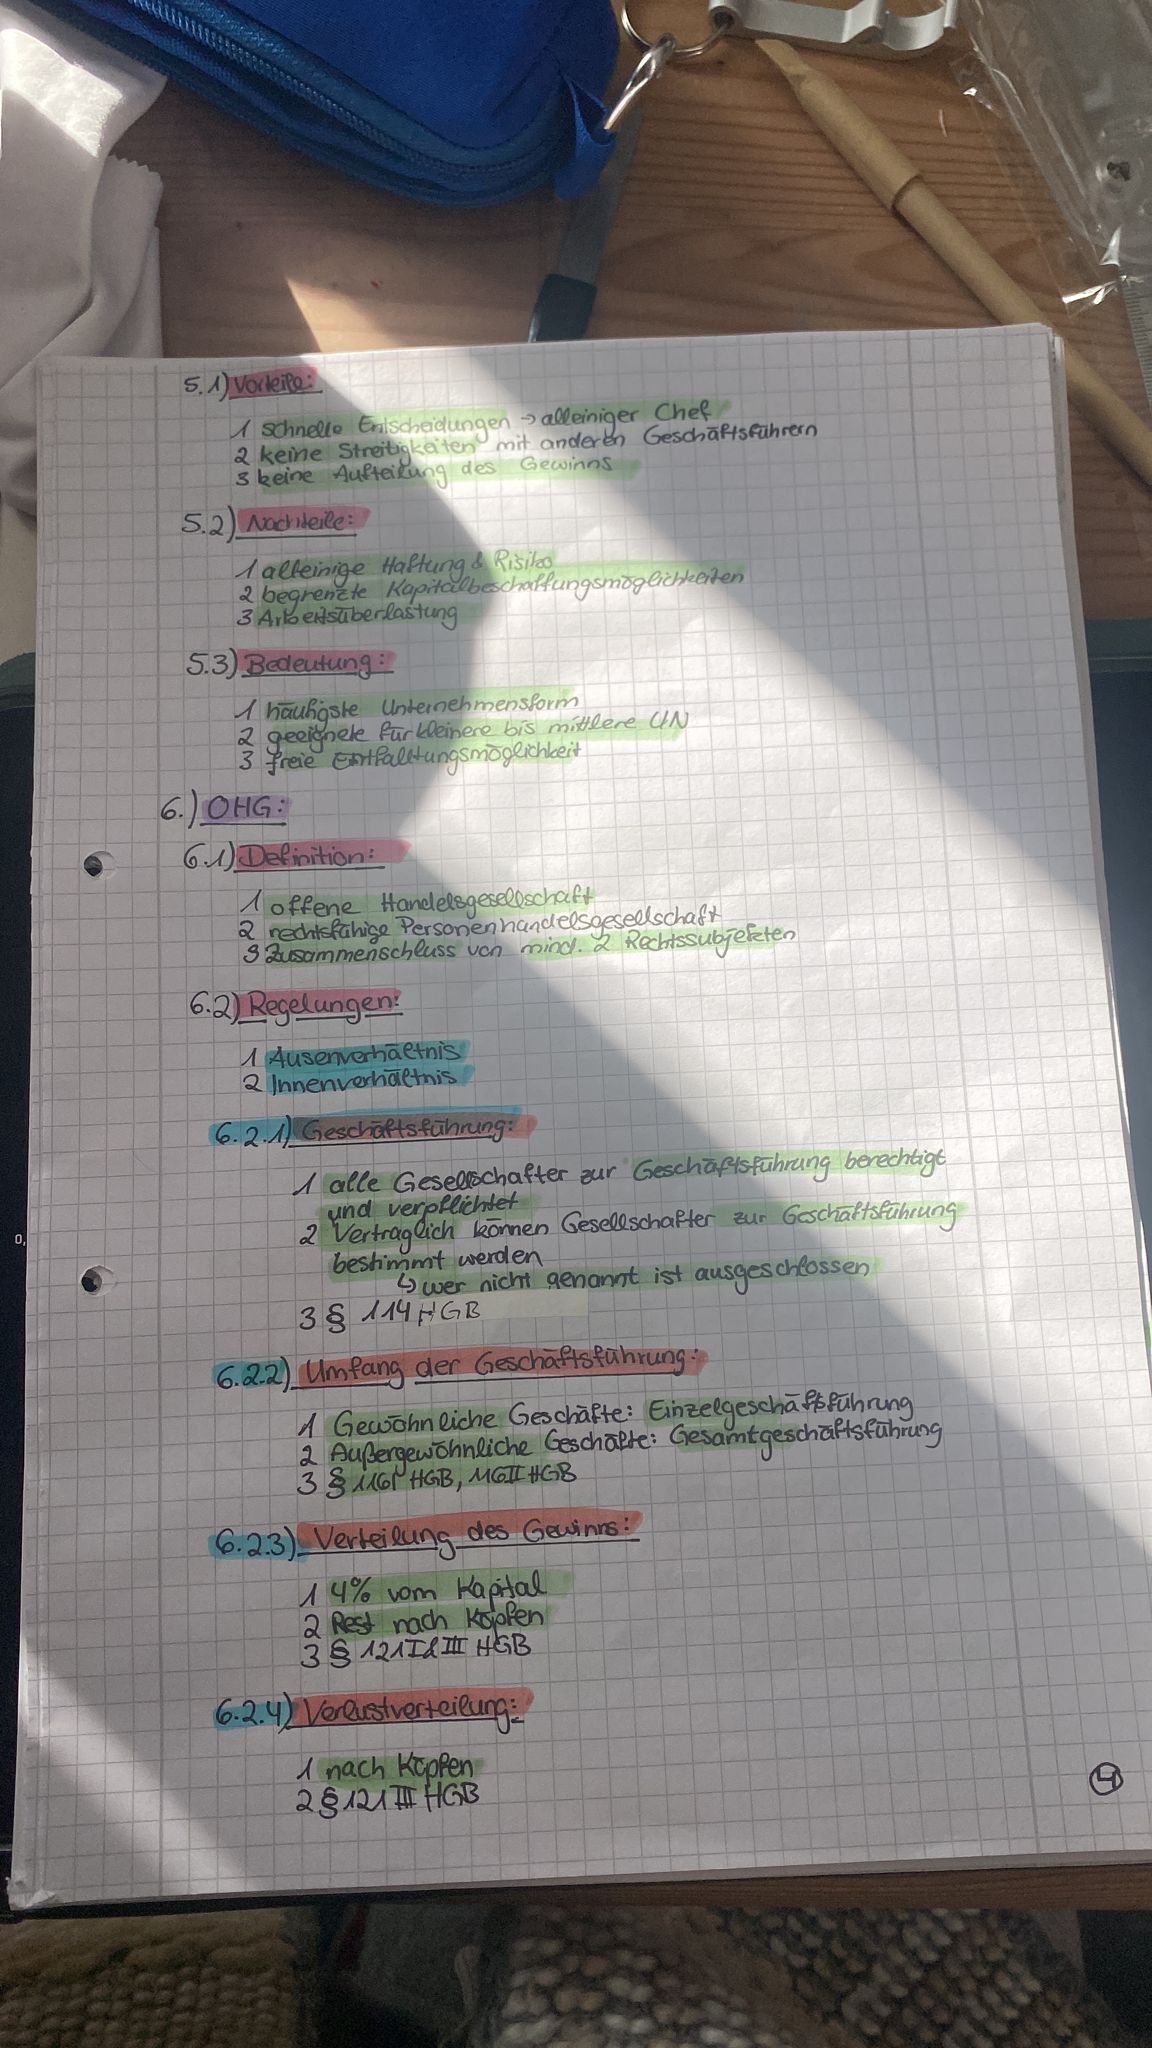 5.1) Vorteile:
1 schnelle Entscheidungen → alleiniger Chef
2 keine Streitigkeiten mit anderen Geschäftsführern
3 keine Aufteilung des Gewinns
5.2) Nachteile:
1 alleinige Haftung & Risiko
2 begrenzte Kapitalbeschaffungsmöglichkeiten
3 Arbeitsüberlastung
5.3) Bedeutung:
1 häufigste Unternehmensform
2 geeignete für kleinere bis mittlere UN
3 freie Entfalltungsmöglichkeit
6.) OHG:
6.1) Definition:
1 offene Handelsgesellschaft
2 rechtsfähige Personenhandelsgesellschaft
3 Zusammenschluss von mind. 2 Rechtssubjekten
6.2) Regelungen:
1 Ausenverhältnis
2 Innenverhältnis
6.2.1) Geschäftsführung:
1 alle Gesellschafter zur Geschäftsführung berechtigt
und verpflichtet
2 Vertraglich können Gesellschafter zur Geschäftsführung
bestimmt werden
↳ wer nicht genannt ist ausgeschlossen
3 § 114 HGB
6.2.2) Umfang der Geschäftsführung:
1 Gewöhnliche Geschäfte: Einzelgeschäftsführung
2 Außergewöhnliche Geschäfte: Gesamtgeschäftsführung
3 § 116I HGB, 116II HGB
6.2.3) Verteilung des Gewinns:
1 4% vom Kapital
2 Rest nach Köpfen
3 § 121 I & III HGB
6.2.4) Verlustverteilung:
1 nach Köpfen
2 § 121 III HGB
4